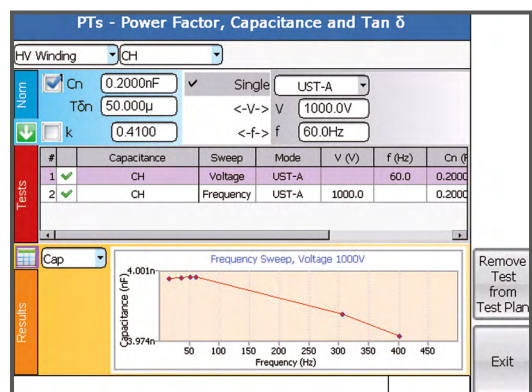 PTs - Power Factor, Capacitance and Tan δ
HV Winding CH
Nom
Cn 0.2000nF Single UST-A
Tδn 50.000µ <-V-> V 1000.0V
k 0.4100 <-f-> f 60.0Hz
Tests
# Capacitance Sweep Mode V (V) f (Hz) Cn (F
1 CH Voltage UST-A 60.0 0.2000
2 CH Frequency UST-A 1000.0 0.2000
Results
Cap
Frequency Sweep, Voltage 1000V
4.001n
Capacitance (nF)
3.974n
50 100 150 200 250 300 350 400 450
Frequency (Hz)
Remove
Test
from
Test Plan
Exit